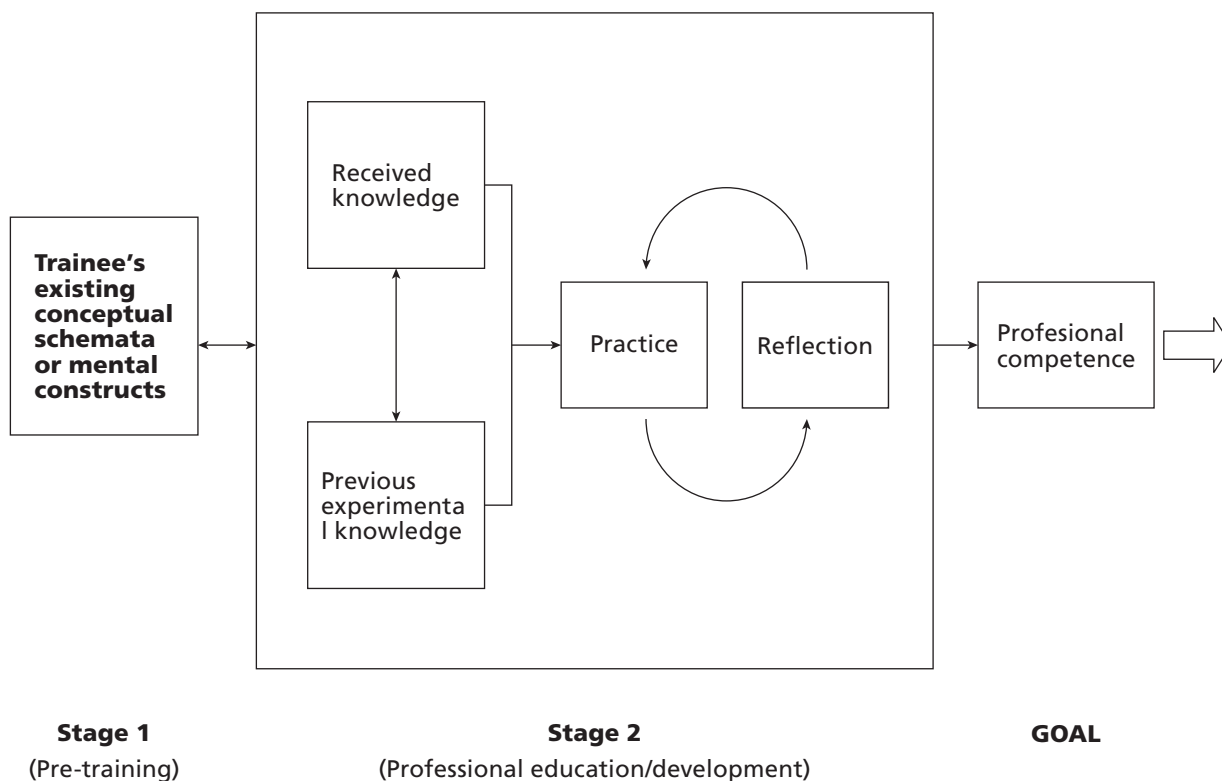 Trainee's
existing
conceptual
schemata
or mental
constructs
Received
knowledge
Previous
experimenta
l knowledge
Practice
Reflection
Profesional
competence
Stage 1
(Pre-training)
Stage 2
(Professional education/development)
GOAL